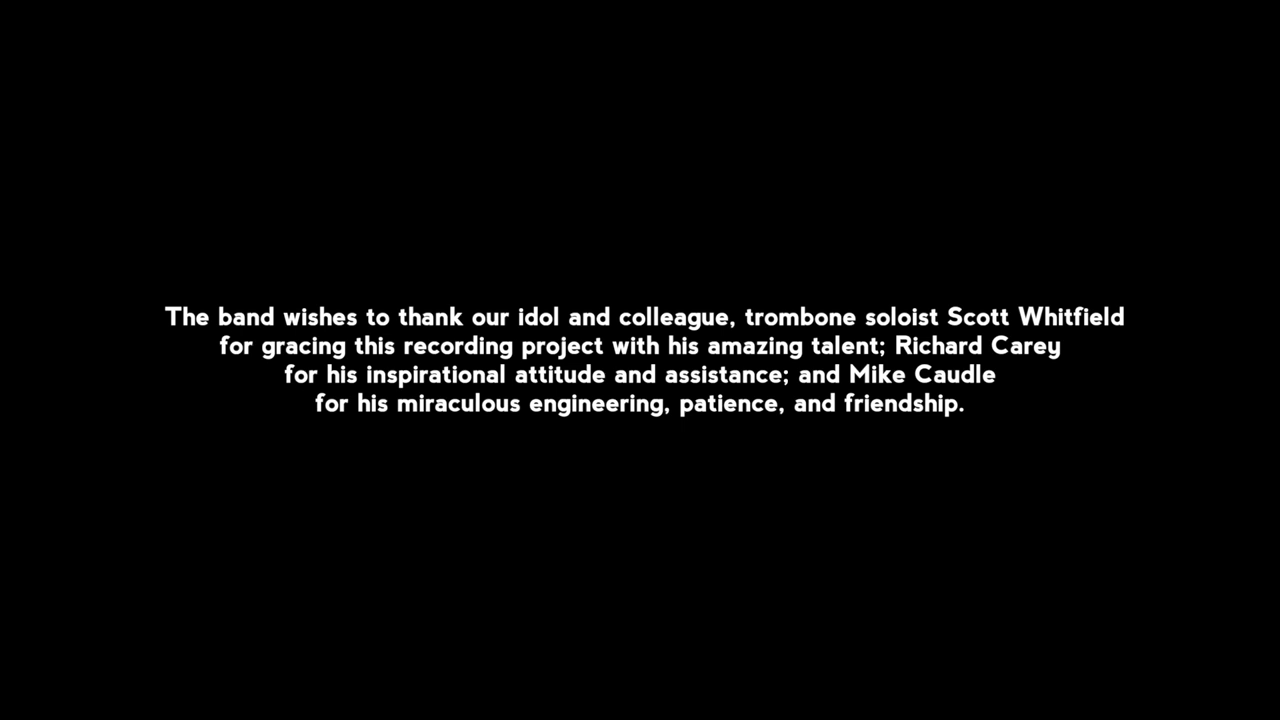 The band wishes to thank our idol and colleague, trombone soloist Scott Whitfield
for gracing this recording project with his amazing talent; Richard Carey
for his inspirational attitude and assistance; and Mike Caudle
for his miraculous engineering, patience, and friendship.